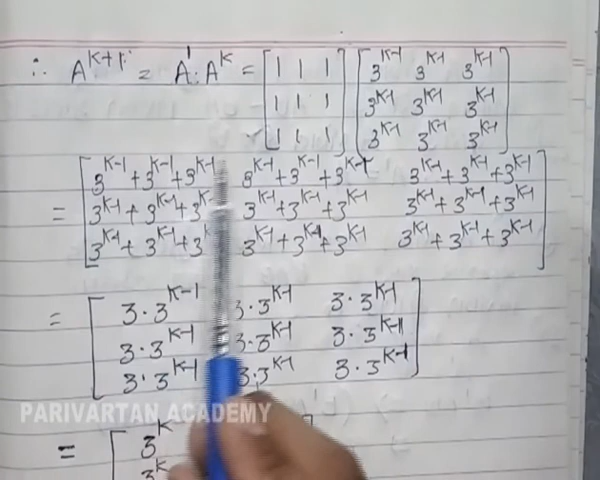 ∴ A^{K+1} = A^1 · A^K = [ 1 1 1 ] [ 3^{K-1} 3^{K-1} 3^{K-1} ]
1 1 1 3^{K-1} 3^{K-1} 3^{K-1}
1 1 1 3^{K-1} 3^{K-1} 3^{K-1}
3^{K-1} + 3^{K-1} + 3^{K-1} 3^{K-1} + 3^{K-1} + 3^{K-1} 3^{K-1} + 3^{K-1} + 3^{K-1}
= 3^{K-1} + 3^{K-1} + 3^{K-1} 3^{K-1} + 3^{K-1} + 3^{K-1} 3^{K-1} + 3^{K-1} + 3^{K-1}
3^{K-1} + 3^{K-1} + 3 3^{K-1} + 3^{K-1} + 3^{K-1} 3^{K-1} + 3^{K-1} + 3^{K-1}
= 3 · 3^{K-1} 3 · 3^{K-1} 3 · 3^{K-1}
3 · 3^{K-1} 3 · 3^{K-1} 3 · 3^{K-1}
3 · 3^{K-1} 3 · 3^{K-1} 3 · 3^{K-1}
PARIVARTAN ACADEMY
= [ 3^K
3^K